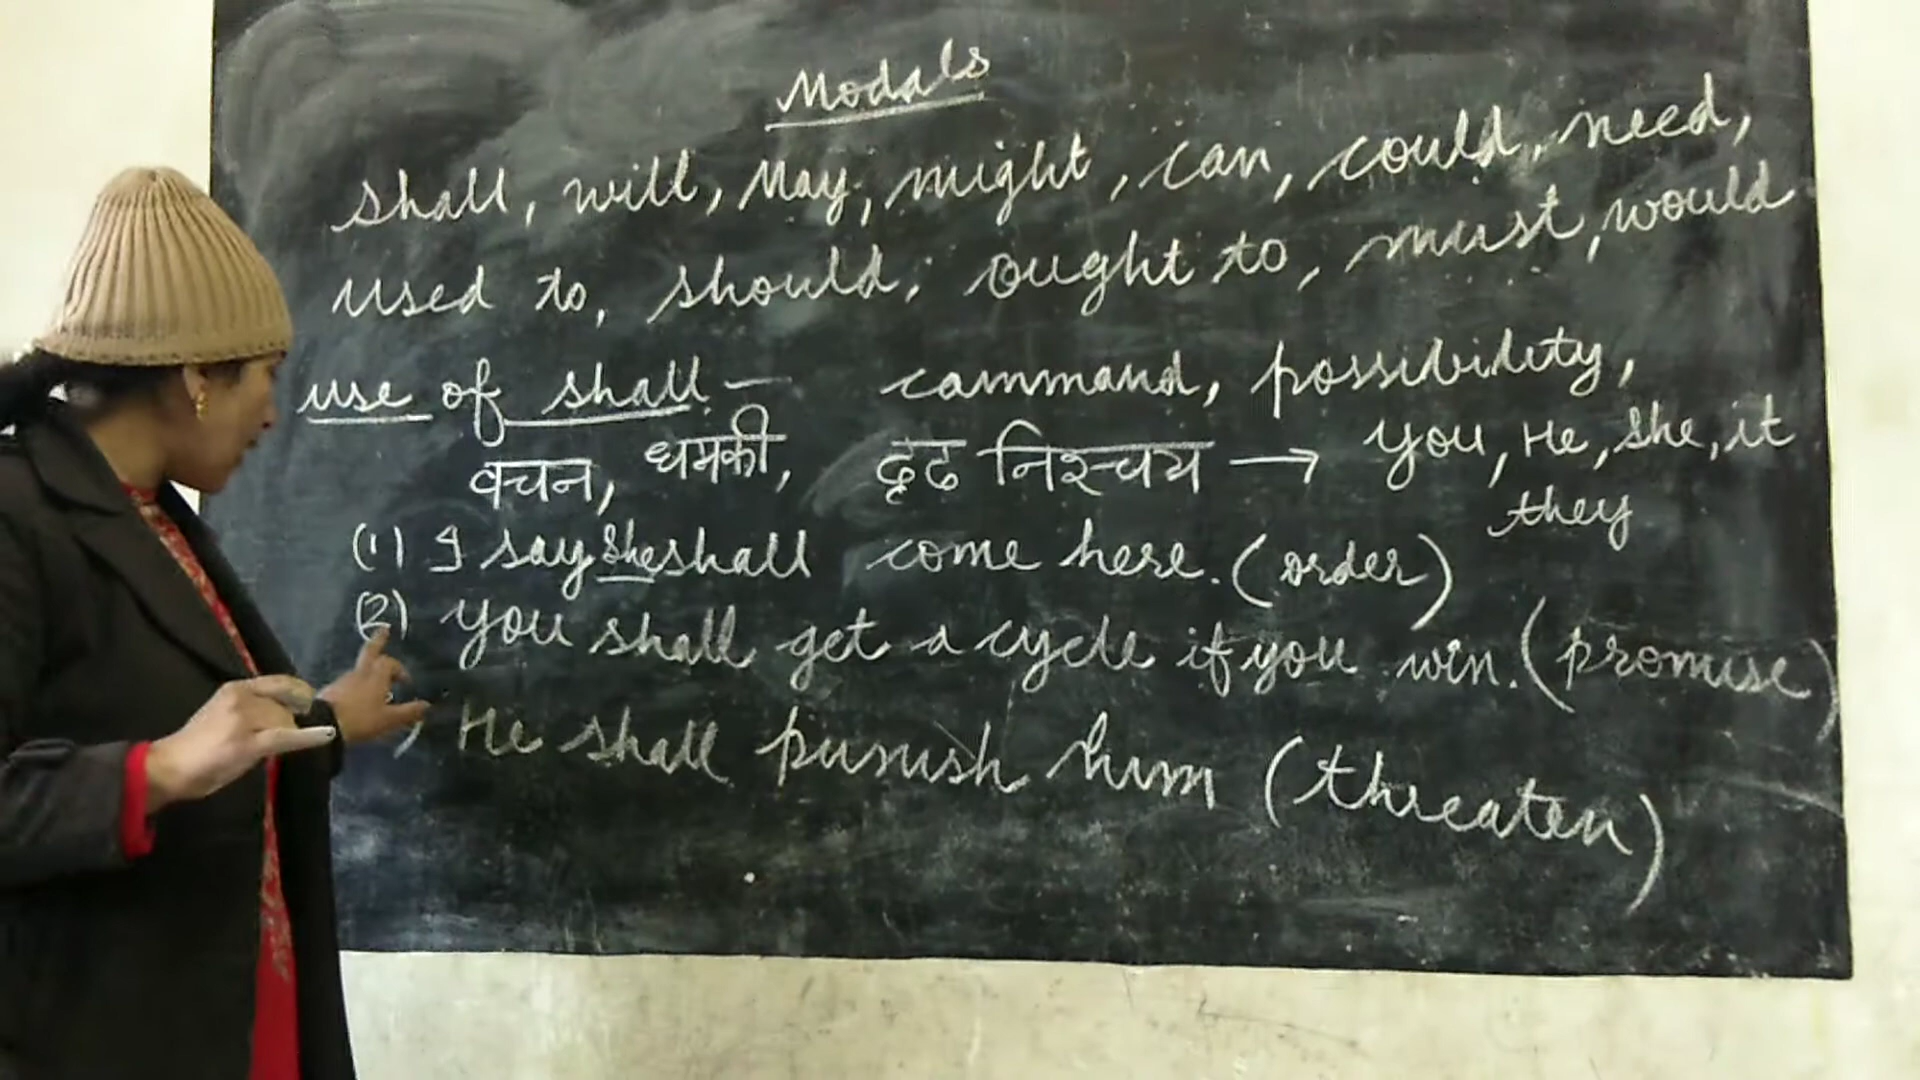 Modals
shall, will, May, might, can, could, need,
used to, should, ought to, must, would
use of shall - command, possibility,
वचन, धमकी, दृढ निश्चय → you, He, she, it
they
(1) I say she shall come here. (order)
(2) you shall get a cycle if you win. (promise)
) He shall punish him (threaten)